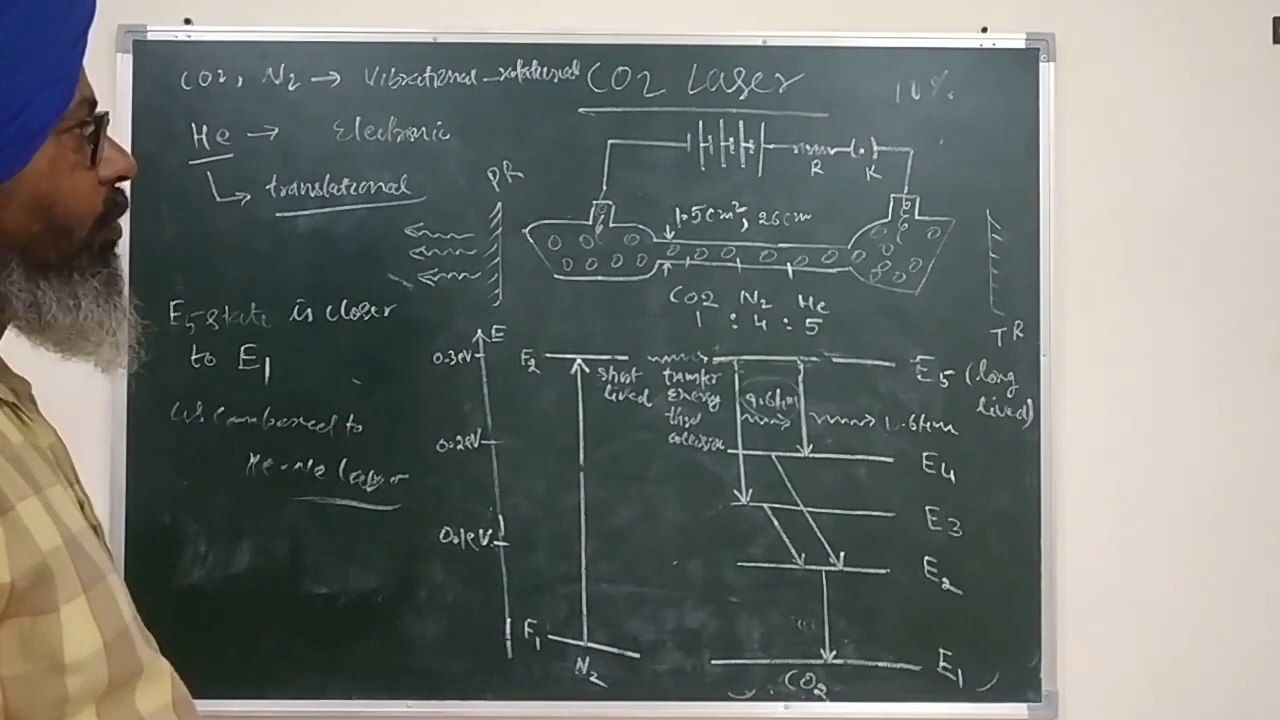 CO2, N2 → Vibrational-rotational
CO2 Laser
10%
He → Electronic
↳ translational
R
K
PR
1.5cm², 26cm
CO2 N2 He
1 : 4 : 5
TR
E5-state is closer
to E1
as compared to
He-Ne laser
E
0.3eV
0.2eV
0.1eV
F2
short
lived
transfer
energy
thro
collision
9.6μm
10.6μm
E5 (long
lived)
E4
E3
E2
E1
F1
N2
CO2